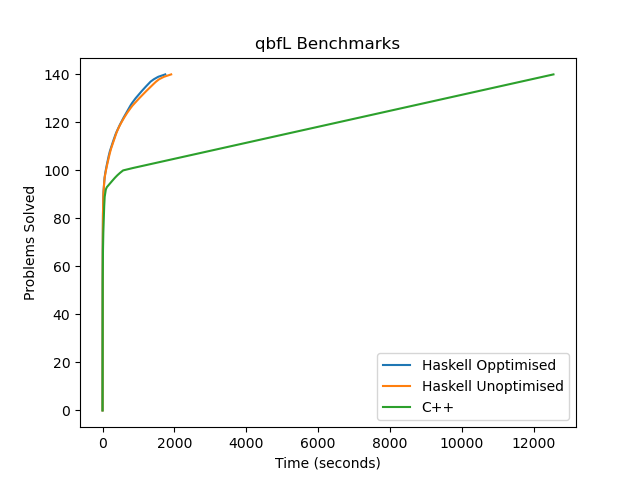 qbfL Benchmarks
140
120
100
80
60
40
20
0
Problems Solved
0 2000 4000 6000 8000 10000 12000
Time (seconds)
Haskell Opptimised
Haskell Unoptimised
C++